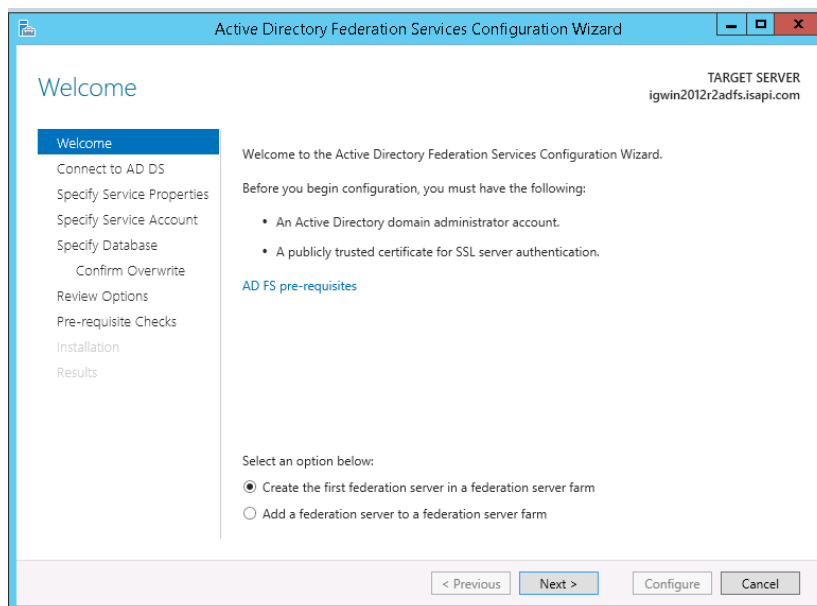 Active Directory Federation Services Configuration Wizard
Welcome
TARGET SERVER
igwin2012r2adfs.isapi.com
Welcome
Connect to AD DS
Specify Service Properties
Specify Service Account
Specify Database
Confirm Overwrite
Review Options
Pre-requisite Checks
Installation
Results
Welcome to the Active Directory Federation Services Configuration Wizard.
Before you begin configuration, you must have the following:
• An Active Directory domain administrator account.
• A publicly trusted certificate for SSL server authentication.
AD FS pre-requisites
Select an option below:
Create the first federation server in a federation server farm
Add a federation server to a federation server farm
< Previous
Next >
Configure
Cancel